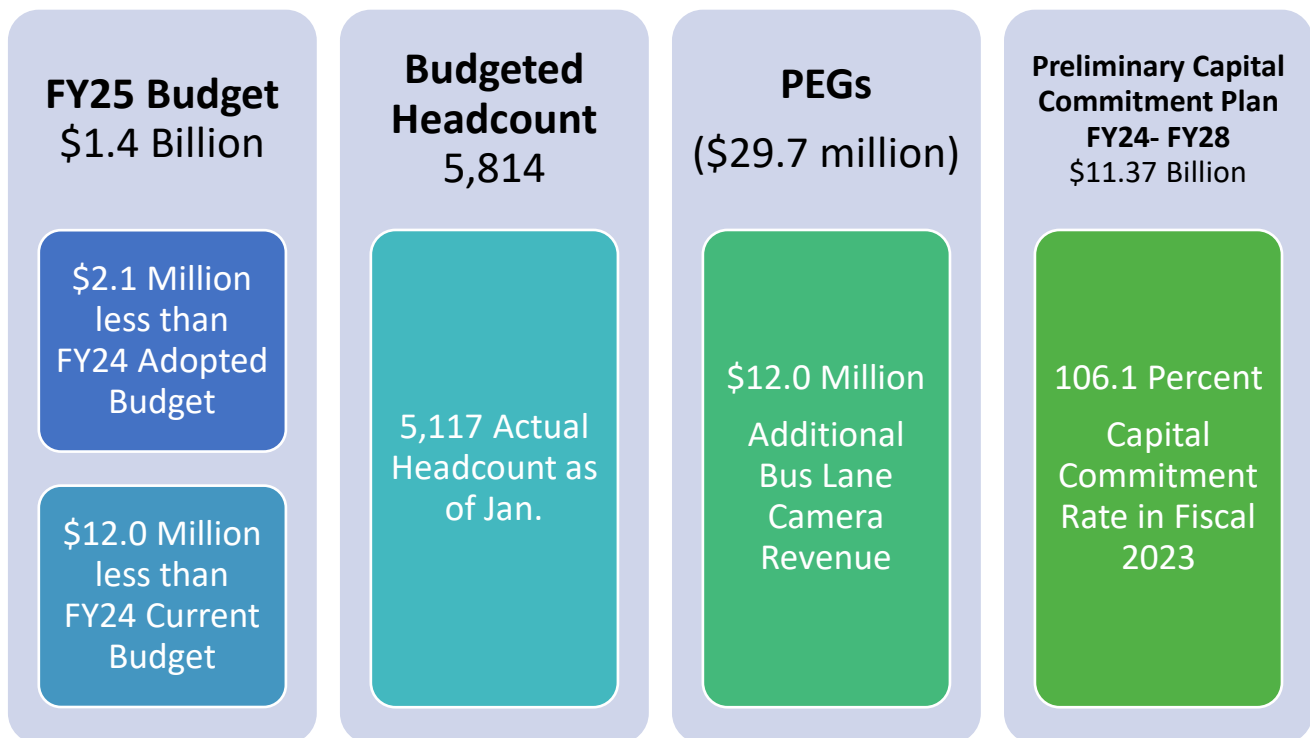 FY25 Budget
$1.4 Billion
$2.1 Million
less than
FY24 Adopted
Budget
$12.0 Million
less than
FY24 Current
Budget
Budgeted
Headcount
5,814
5,117 Actual
Headcount as
of Jan.
PEGs
($29.7 million)
$12.0 Million
Additional
Bus Lane
Camera
Revenue
Preliminary Capital
Commitment Plan
FY24- FY28
$11.37 Billion
106.1 Percent
Capital
Commitment
Rate in Fiscal
2023